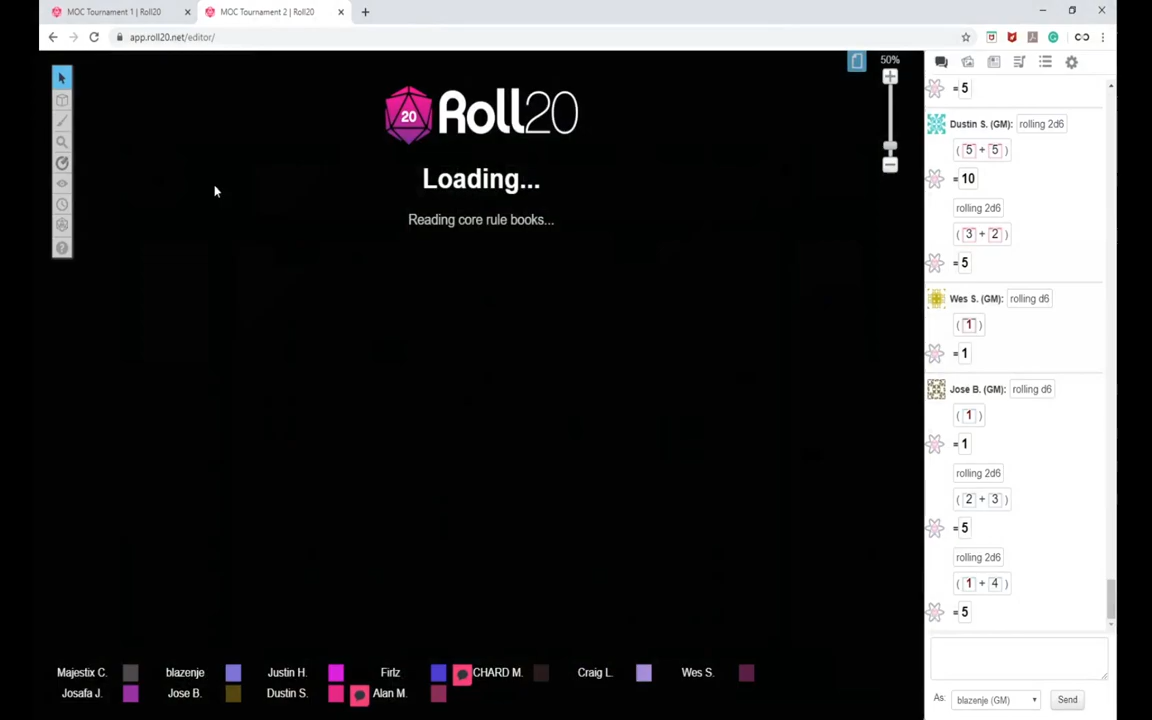 MOC Tournament 1 | Roll20
MOC Tournament 2 | Roll20
app.roll20.net/editor/
50%
20 Roll20
Loading...
Reading core rule books...
= 5
Dustin S. (GM): rolling 2d6
( 5 + 5 )
= 10
rolling 2d6
( 3 + 2 )
= 5
Wes S. (GM): rolling d6
( 1 )
= 1
Jose B. (GM): rolling d6
( 1 )
= 1
rolling 2d6
( 2 + 3 )
= 5
rolling 2d6
( 1 + 4 )
= 5
Majestix C. blazenje Justin H. Firtz CHARD M. Craig L. Wes S.
Josafa J. Jose B. Dustin S. Alan M.
As: blazenje (GM) Send